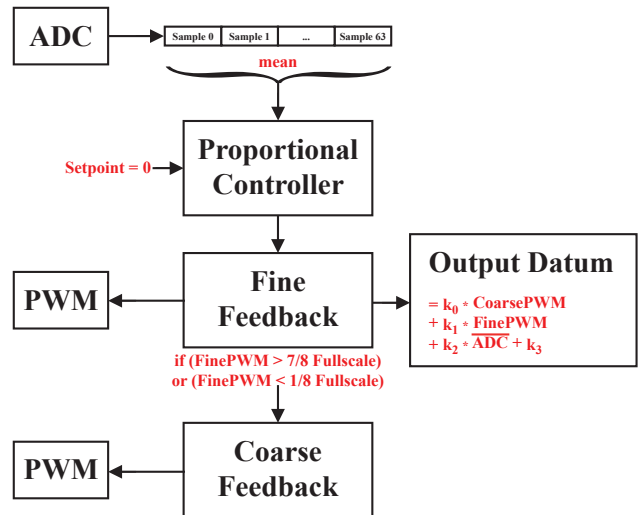 ADC
Sample 0 Sample 1 ... Sample 63
mean
Setpoint = 0
Proportional
Controller
PWM
Fine
Feedback
Output Datum
= k₀ * CoarsePWM
+ k₁ * FinePWM
+ k₂ * A̅D̅C̅ + k₃
if (FinePWM > 7/8 Fullscale)
or (FinePWM < 1/8 Fullscale)
PWM
Coarse
Feedback